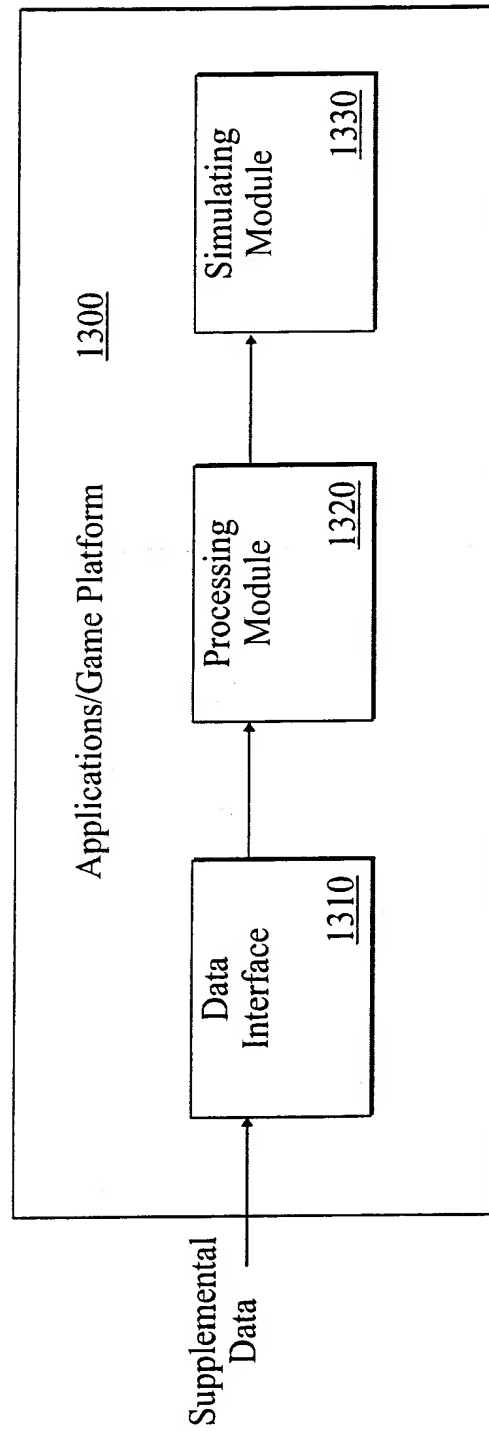 Applications/Game Platform
1300
Supplemental
Data
Data
Interface
1310
Processing
Module
1320
Simulating
Module
1330